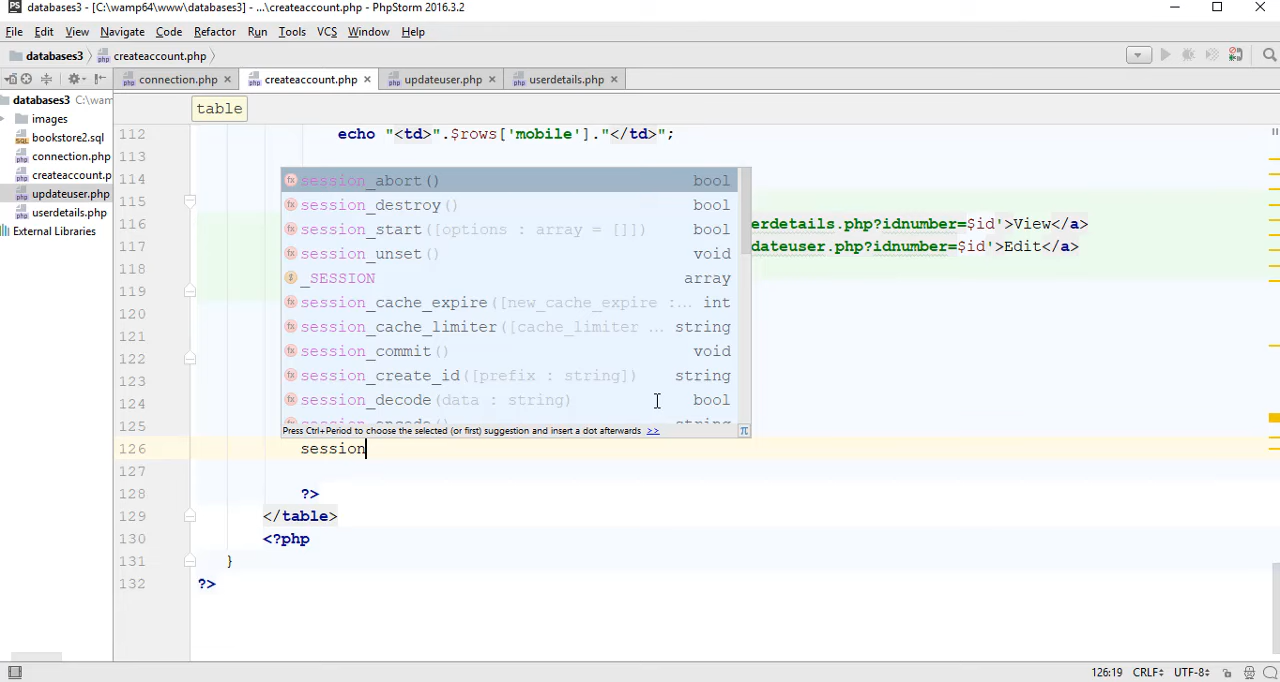 databases3 - [C:\wamp64\www\databases3] - ...\createaccount.php - PhpStorm 2016.3.2
File Edit View Navigate Code Refactor Run Tools VCS Window Help
databases3 createaccount.php
connection.php createaccount.php updateuser.php userdetails.php
databases3 C:\wam
images
bookstore2.sql
connection.php
createaccount.p
updateuser.php
userdetails.php
External Libraries
table
112 echo "<td>".$rows['mobile']."</td>";
113
114
115
116 erdetails.php?idnumber=$id'>View</a>
117 dateuser.php?idnumber=$id'>Edit</a>
118
119
120
121
122
123
124
125
session_abort() bool
session_destroy() bool
session_start([options : array = []]) bool
session_unset() void
_SESSION array
session_cache_expire([new_cache_expire :... int
session_cache_limiter([cache_limiter ... string
session_commit() void
session_create_id([prefix : string]) string
session_decode(data : string) bool
Press Ctrl+Period to choose the selected (or first) suggestion and insert a dot afterwards >> π
126 session
127
128 ?>
129 </table>
130 <?php
131 }
132 ?>
126:19 CRLF UTF-8